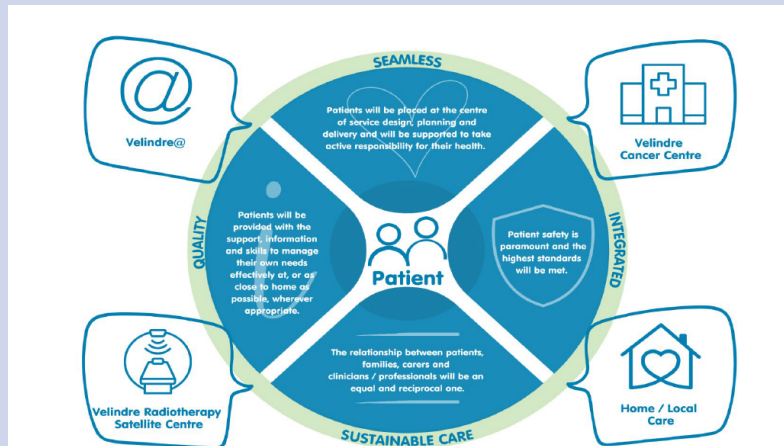 SEAMLESS
Patients will be placed at the centre
of service design, planning and
delivery and will be supported to take
active responsibility for their health.
@
Velindre@
Velindre
Cancer Centre
QUALITY
Patients will be
provided with the
support, information
and skills to manage
their own needs
effectively at, or as
close to home as
possible, wherever
appropriate.
Patient
Patient safety is
paramount and the
highest standards
will be met.
INTEGRATED
The relationship between patients,
families, carers and
clinicians / professionals will be an
equal and reciprocal one.
Velindre Radiotherapy
Satellite Centre
Home / Local
Care
SUSTAINABLE CARE